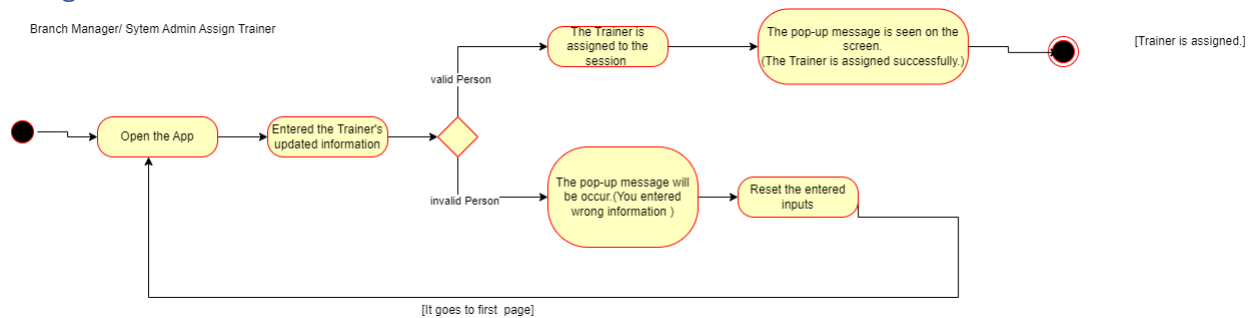 Branch Manager/ Sytem Admin Assign Trainer
The Trainer is
assigned to the
session
The pop-up message is seen on the
screen.
(The Trainer is assigned successfully.)
[Trainer is assigned.]
valid Person
Open the App
Entered the Trainer's
updated information
invalid Person
The pop-up message will
be occur.(You entered
wrong information )
Reset the entered
inputs
[It goes to first  page]